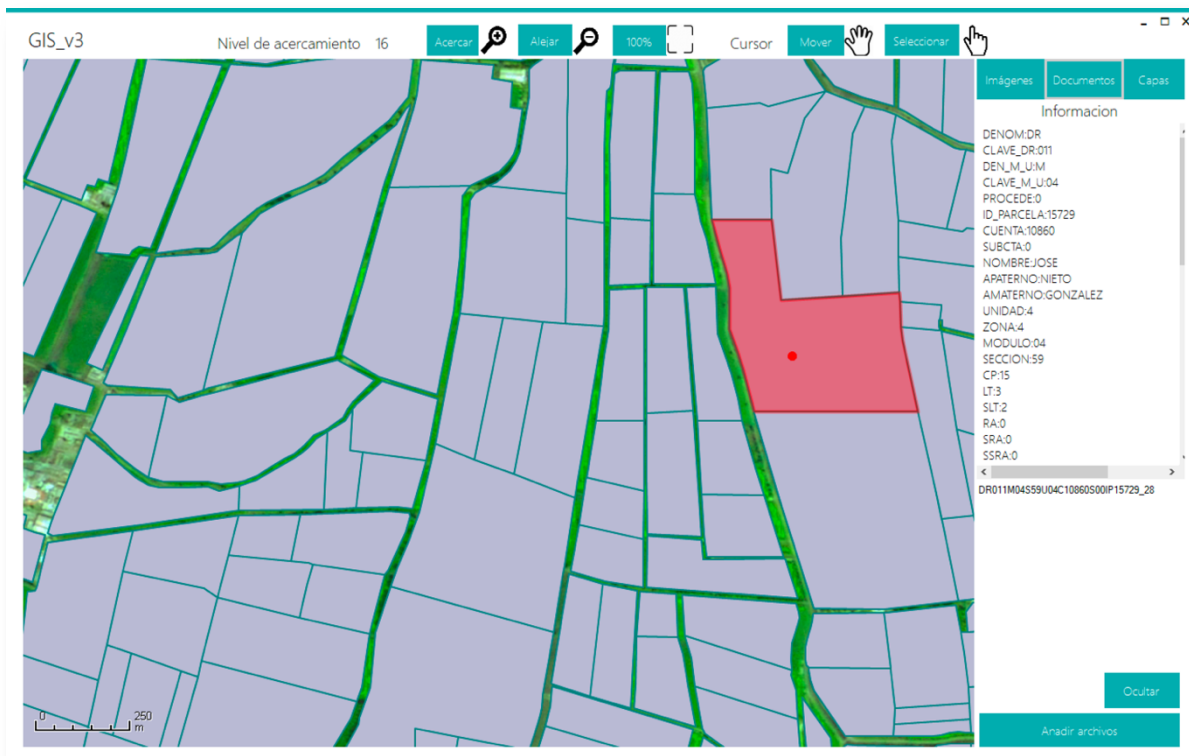 GIS_v3
Nivel de acercamiento 16 Acercar Alejar 100% Cursor Mover Seleccionar
Imágenes Documentos Capas
Informacion
DENOM:DR
CLAVE_DR:011
DEN_M_U:M
CLAVE_M_U:04
PROCEDE:0
ID_PARCELA:15729
CUENTA:10860
SUBCTA:0
NOMBRE:JOSE
APATERNO:NIETO
AMATERNO:GONZALEZ
UNIDAD:4
ZONA:4
MODULO:04
SECCION:59
CP:15
LT:3
SLT:2
RA:0
SRA:0
SSRA:0
DR011M04S59U04C10860S00IP15729_28
Ocultar
Anadir archivos
0 250
m